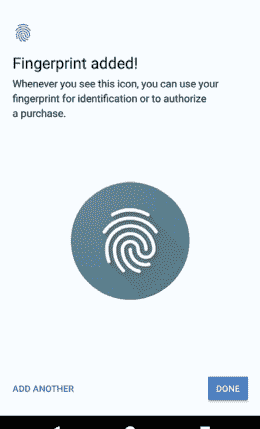 Fingerprint added!
Whenever you see this icon, you can use your
fingerprint for identification or to authorize
a purchase.
ADD ANOTHER
DONE